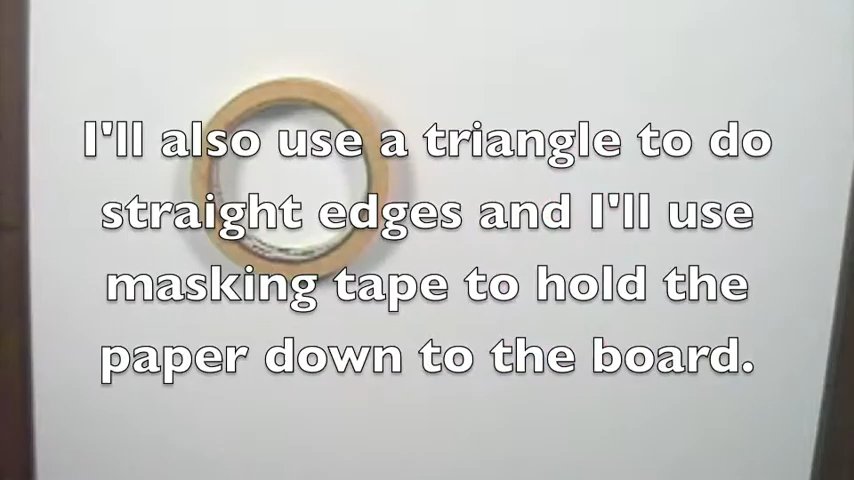 I'll also use a triangle to do
straight edges and I'll use
masking tape to hold the
paper down to the board.